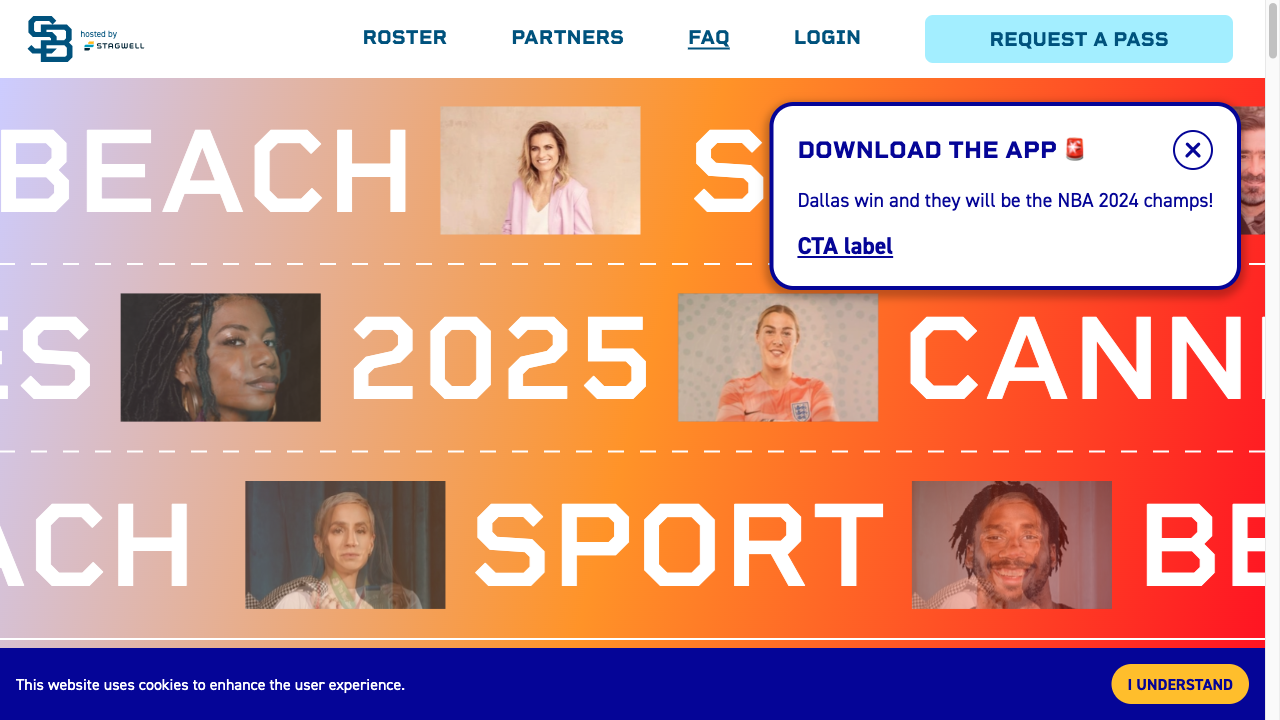 SB hosted by
STAGWELL
ROSTER PARTNERS FAQ LOGIN REQUEST A PASS
BEACH S
DOWNLOAD THE APP 🚨
Dallas win and they will be the NBA 2024 champs!
CTA label
ES 2025 CANN
ACH SPORT BE
This website uses cookies to enhance the user experience.
I UNDERSTAND